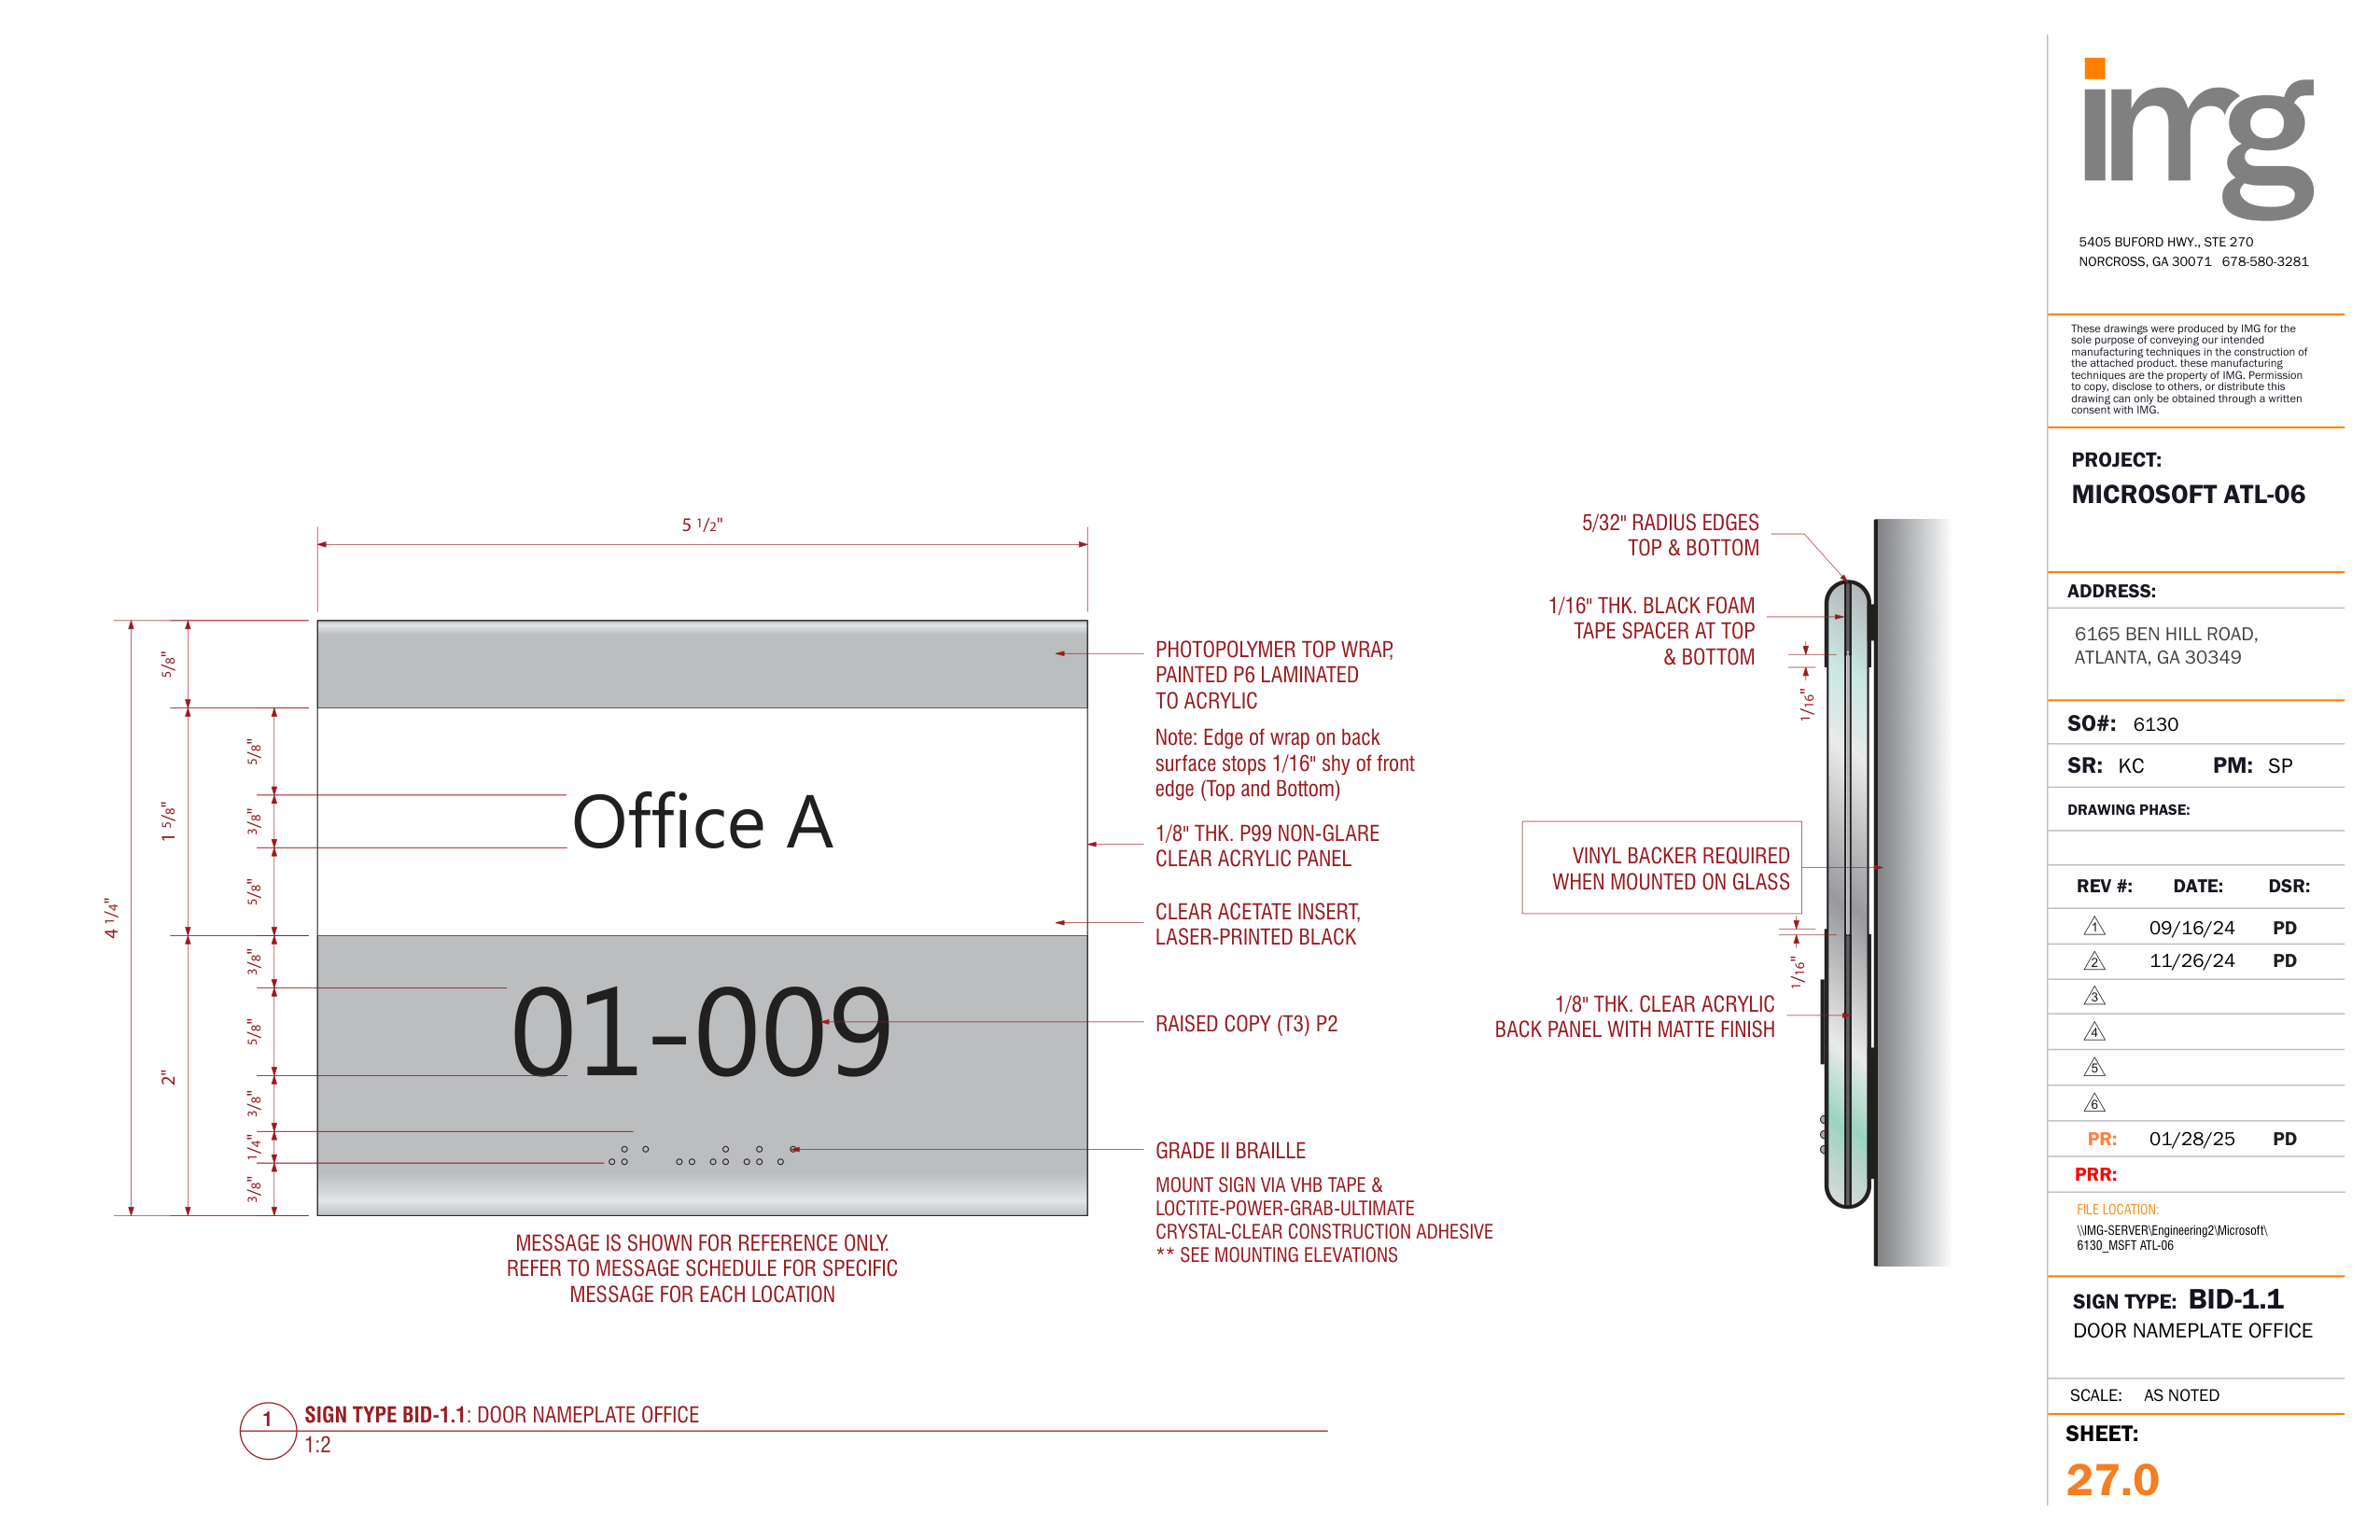 5 1/2"
4 1/4"
5/8"
1 5/8"
2"
5/8"
3/8"
5/8"
3/8"
5/8"
3/8"
1/4"
3/8"
Office A
01-009
PHOTOPOLYMER TOP WRAP,
PAINTED P6 LAMINATED
TO ACRYLIC
Note: Edge of wrap on back
surface stops 1/16" shy of front
edge (Top and Bottom)
1/8" THK. P99 NON-GLARE
CLEAR ACRYLIC PANEL
CLEAR ACETATE INSERT,
LASER-PRINTED BLACK
RAISED COPY (T3) P2
GRADE II BRAILLE
MOUNT SIGN VIA VHB TAPE &
LOCTITE-POWER-GRAB-ULTIMATE
CRYSTAL-CLEAR CONSTRUCTION ADHESIVE
** SEE MOUNTING ELEVATIONS
MESSAGE IS SHOWN FOR REFERENCE ONLY.
REFER TO MESSAGE SCHEDULE FOR SPECIFIC
MESSAGE FOR EACH LOCATION
5/32" RADIUS EDGES
TOP & BOTTOM
1/16" THK. BLACK FOAM
TAPE SPACER AT TOP
& BOTTOM
1/16"
VINYL BACKER REQUIRED
WHEN MOUNTED ON GLASS
1/16"
1/8" THK. CLEAR ACRYLIC
BACK PANEL WITH MATTE FINISH
1
SIGN TYPE BID-1.1: DOOR NAMEPLATE OFFICE
1:2
img
5405 BUFORD HWY., STE 270
NORCROSS, GA 30071 678-580-3281
These drawings were produced by IMG for the
sole purpose of conveying our intended
manufacturing techniques in the construction of
the attached product. these manufacturing
techniques are the property of IMG. Permission
to copy, disclose to others, or distribute this
drawing can only be obtained through a written
consent with IMG.
PROJECT:
MICROSOFT ATL-06
ADDRESS:
6165 BEN HILL ROAD,
ATLANTA, GA 30349
SO#: 6130
SR: KC PM: SP
DRAWING PHASE:
REV #: DATE: DSR:
1 09/16/24 PD
2 11/26/24 PD
3
4
5
6
PR: 01/28/25 PD
PRR:
FILE LOCATION:
\\IMG-SERVER\Engineering2\Microsoft\
6130_MSFT ATL-06
SIGN TYPE: BID-1.1
DOOR NAMEPLATE OFFICE
SCALE: AS NOTED
SHEET:
27.0